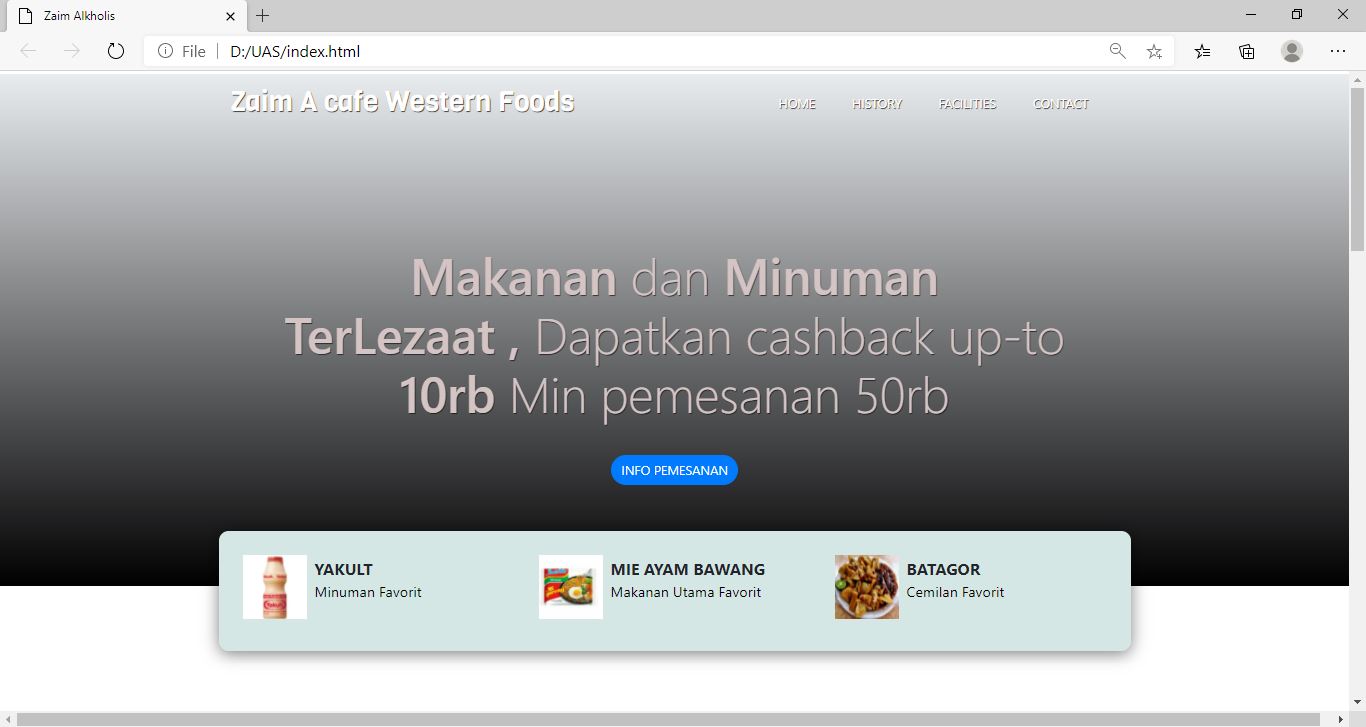 Zaim Alkholis
File
D:/UAS/index.html
Zaim A cafe Western Foods
HOME HISTORY FACILITIES CONTACT
Makanan dan Minuman
TerLezaat , Dapatkan cashback up-to
10rb Min pemesanan 50rb
INFO PEMESANAN
YAKULT
Minuman Favorit
MIE AYAM BAWANG
Makanan Utama Favorit
BATAGOR
Cemilan Favorit